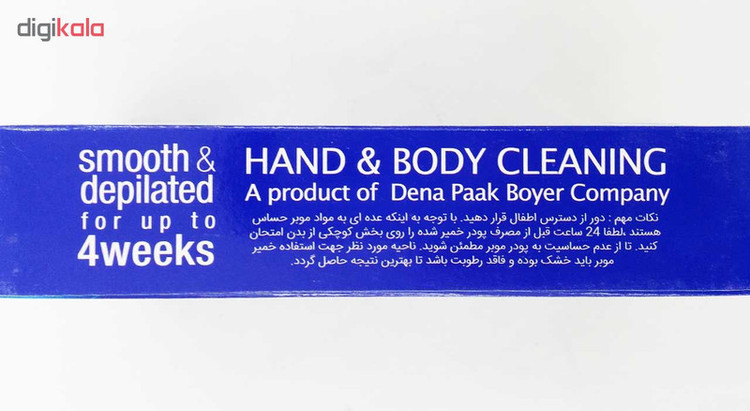 digikala
smooth &
depilated
for up to
4weeks
HAND & BODY CLEANING
A product of Dena Paak Boyer Company
نکات مهم : دور از دسترس اطفال قرار دهید. با توجه به اینکه عده ای به مواد موبر حساس
هستند ،لطفا 24 ساعت قبل از مصرف پودر خمیر شده را روی بخش کوچکی از بدن امتحان
کنید. تا از عدم حساسیت به پودر موبر مطمئن شوید. ناحیه مورد نظر جهت استفاده خمیر
موبر باید خشک بوده و فاقد رطوبت باشد تا بهترین نتیجه حاصل گردد.